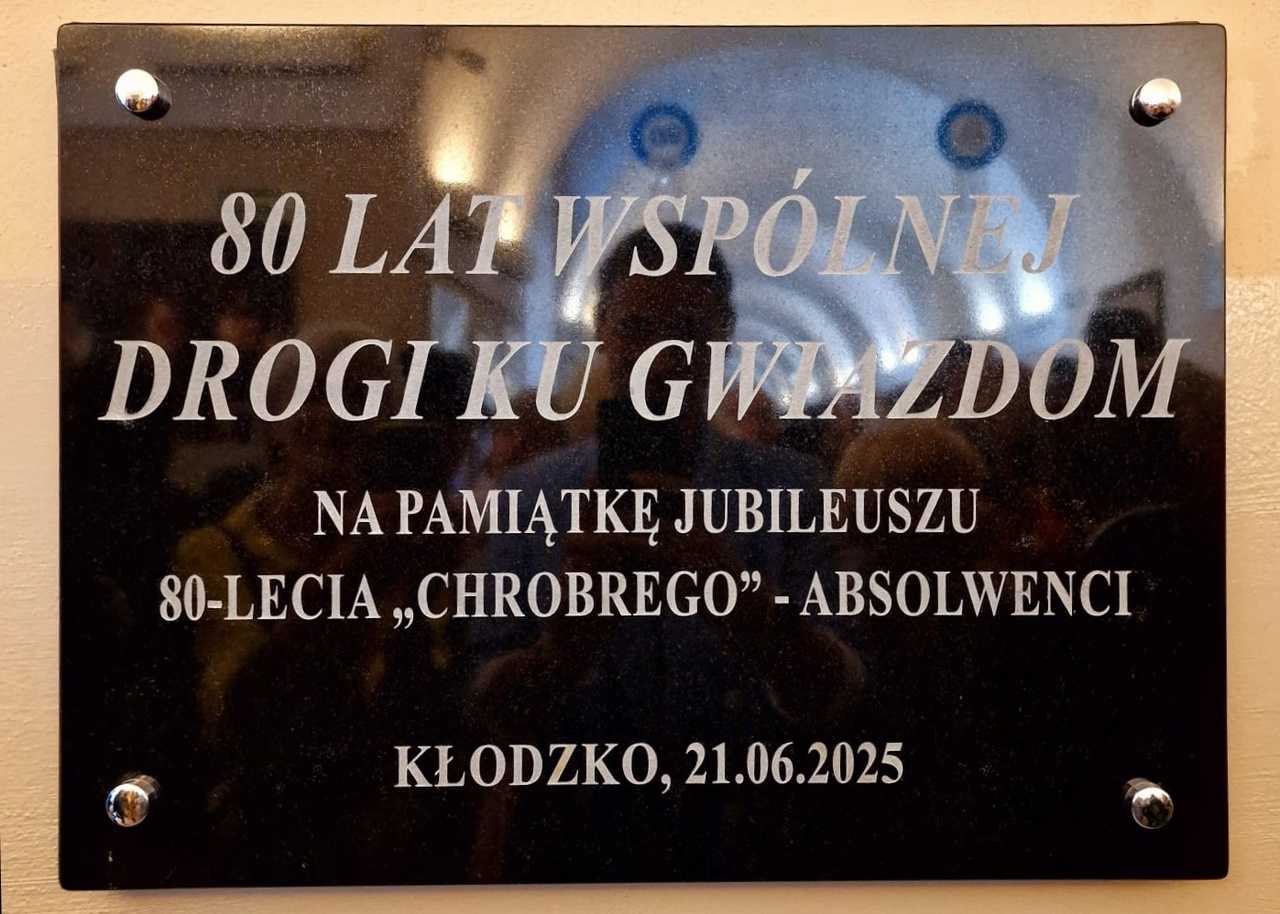 80 LAT WSPÓLNEJ
DROGI KU GWIAZDOM
NA PAMIĄTKĘ JUBILEUSZU
80-LECIA „CHROBREGO” - ABSOLWENCI
KŁODZKO, 21.06.2025